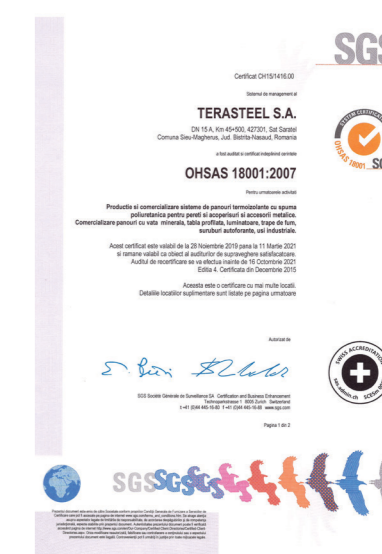 SGS
Certificat CH15/1416.00
Sistemul de management al
TERASTEEL S.A.
DN 15 A, Km 45+500, 427301, Sat Saratel
Comuna Sieu-Magherus, Jud. Bistrita-Nasaud, Romania
a fost auditat si certificat independent
OHSAS 18001:2007
Pentru urmatoarele activitati
Productie si comercializare sisteme de panouri termoizolante cu spuma
poliuretanica pentru pereti si acoperisuri si accesorii metalice.
Comercializare panouri cu vata minerala, tabla profilata, luminatoare, trape de fum,
suruburi autoforante, usi industriale.
Acest certificat este valabil de la 28 Noiembrie 2019 pana la 11 Martie 2021
si ramane valabil ca obiect al auditurilor de supraveghere satisfacatoare.
Auditul de recertificare se va efectua inainte de 16 Octombrie 2021
Editia 4. Certificata din Decembrie 2015
Aceasta este o certificare cu mai multe locatii.
Detaliile locatiilor suplimentare sunt listate pe pagina urmatoare
SYSTEM CERTIFICATION
OHSAS 18001
SGS
Autorizat de
SWISS ACCREDITATION
SGS Société Générale de Surveillance SA Certification and Business Enhancement
Technoparkstrasse 1 8005 Zurich Switzerland
t +41 (0)44 445-16-80 f +41 (0)44 445-16-88 www.sgs.com
Pagina 1 din 2
SGSSGSSGS